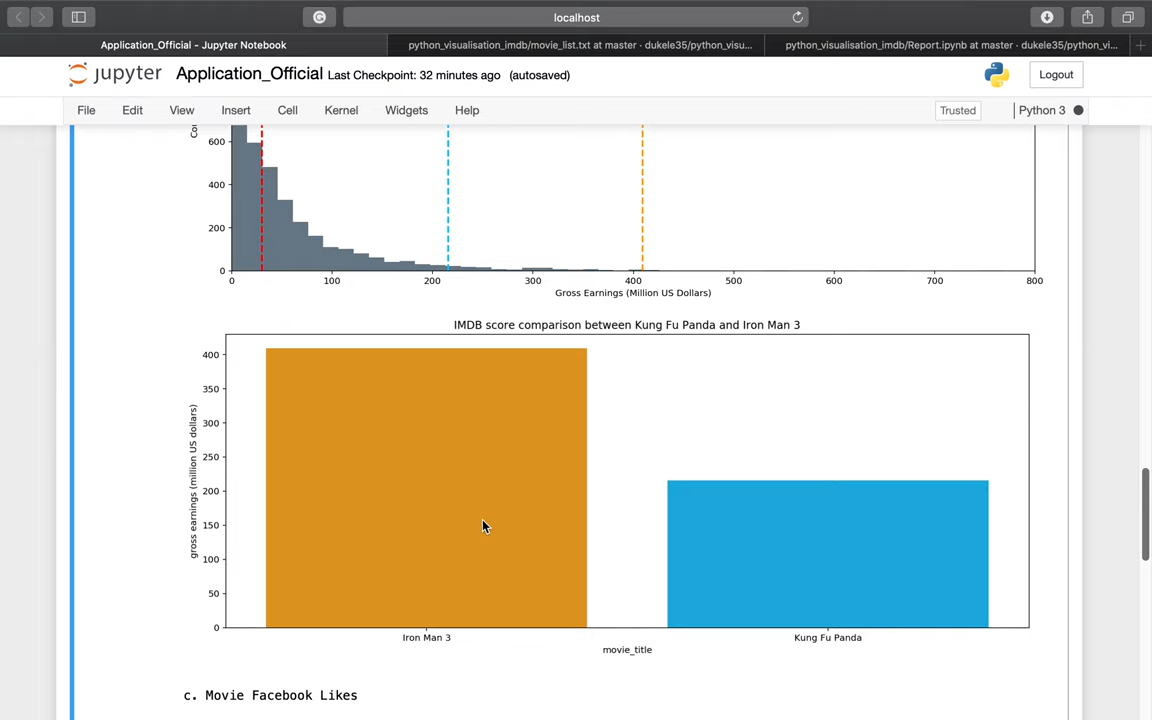 localhost
Application_Official - Jupyter Notebook
python_visualisation_imdb/movie_list.txt at master · dukele35/python_visu...
python_visualisation_imdb/Report.ipynb at master · dukele35/python_vi...
jupyter Application_Official Last Checkpoint: 32 minutes ago (autosaved)
Logout
File Edit View Insert Cell Kernel Widgets Help
Trusted
Python 3
600
400
200
0
0 100 200 300 400 500 600 700 800
Gross Earnings (Million US Dollars)
IMDB score comparison between Kung Fu Panda and Iron Man 3
gross earnings (million US dollars)
400
350
300
250
200
150
100
50
0
Iron Man 3 Kung Fu Panda
movie_title
c. Movie Facebook Likes